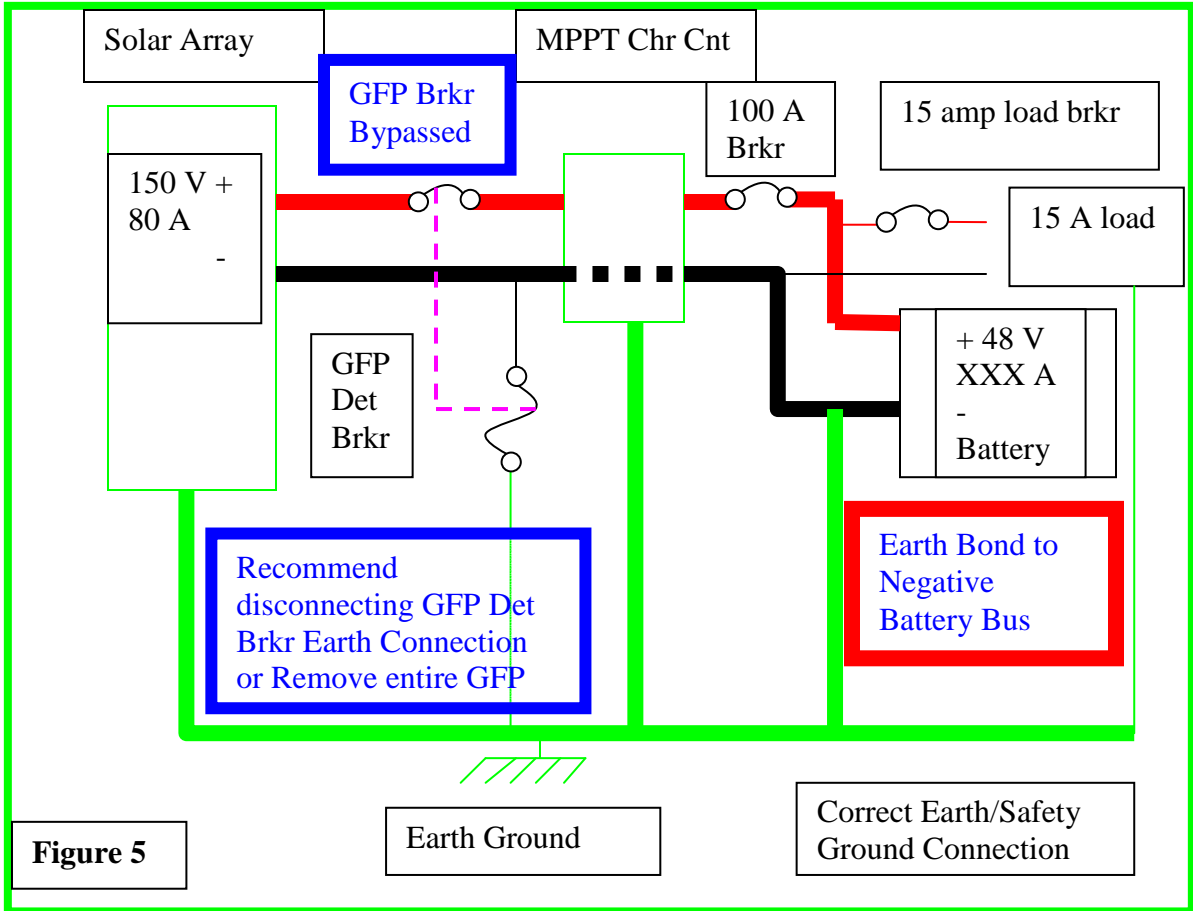 Solar Array
MPPT Chr Cnt
GFP Brkr
Bypassed
100 A
Brkr
15 amp load brkr
150 V +
80 A
-
15 A load
+ 48 V
XXX A
-
Battery
GFP
Det
Brkr
Recommend
disconnecting GFP Det
Brkr Earth Connection
or Remove entire GFP
Earth Bond to
Negative
Battery Bus
Figure 5
Earth Ground
Correct Earth/Safety
Ground Connection